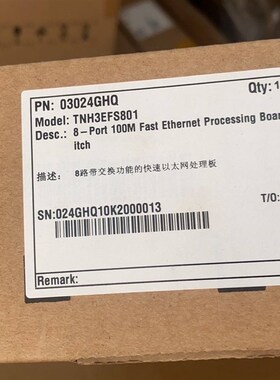 PN: 03024GHQ Qty: 1
Model: TNH3EFS801
Desc.: 8-Port 100M Fast Ethernet Processing Boar
itch
描述: 8路带交换功能的快速以太网处理板
SN:024GHQ10K2000013
T/O:
Remark: